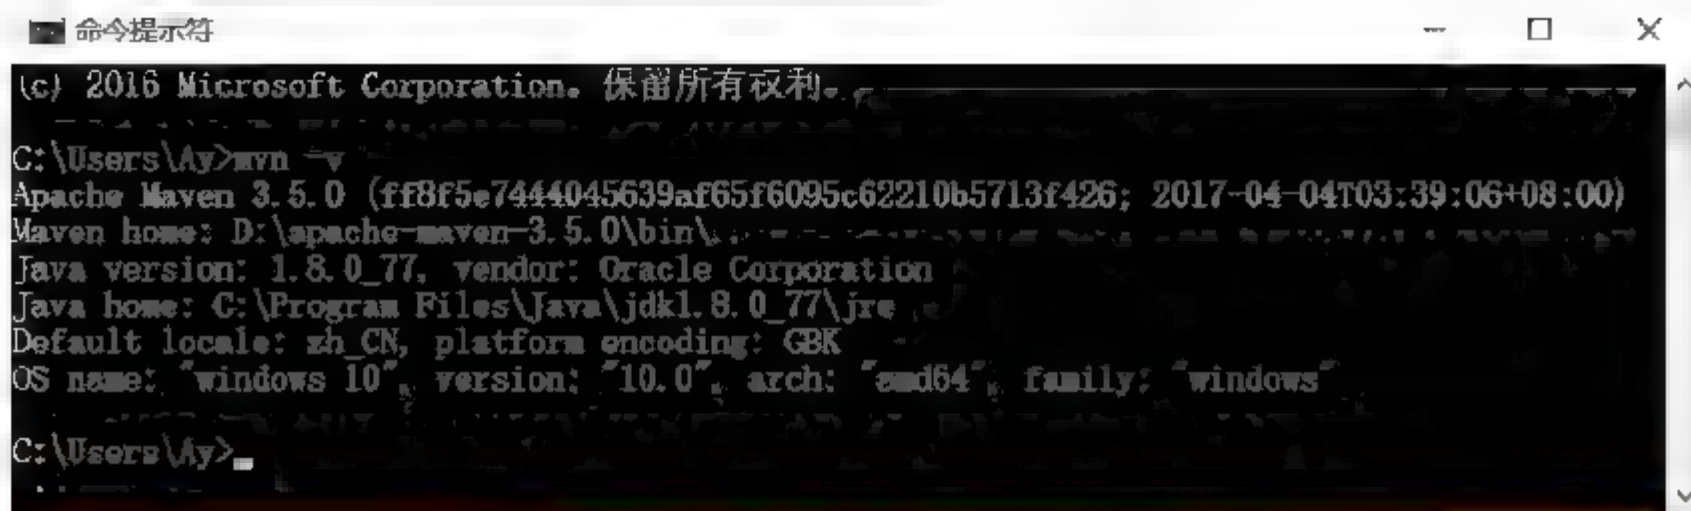 命令提示符
(c) 2016 Microsoft Corporation。保留所有权利。
C:\Users\Ay>mvn -v
Apache Maven 3.5.0 (ff8f5e7444045639af65f6095c62210b5713f426; 2017-04-04T03:39:06+08:00)
Maven home: D:\apache-maven-3.5.0\bin\..
Java version: 1.8.0_77, vendor: Oracle Corporation
Java home: C:\Program Files\Java\jdk1.8.0_77\jre
Default locale: zh_CN, platform encoding: GBK
OS name: "windows 10", version: "10.0", arch: "amd64", family: "windows"
C:\Users\Ay>